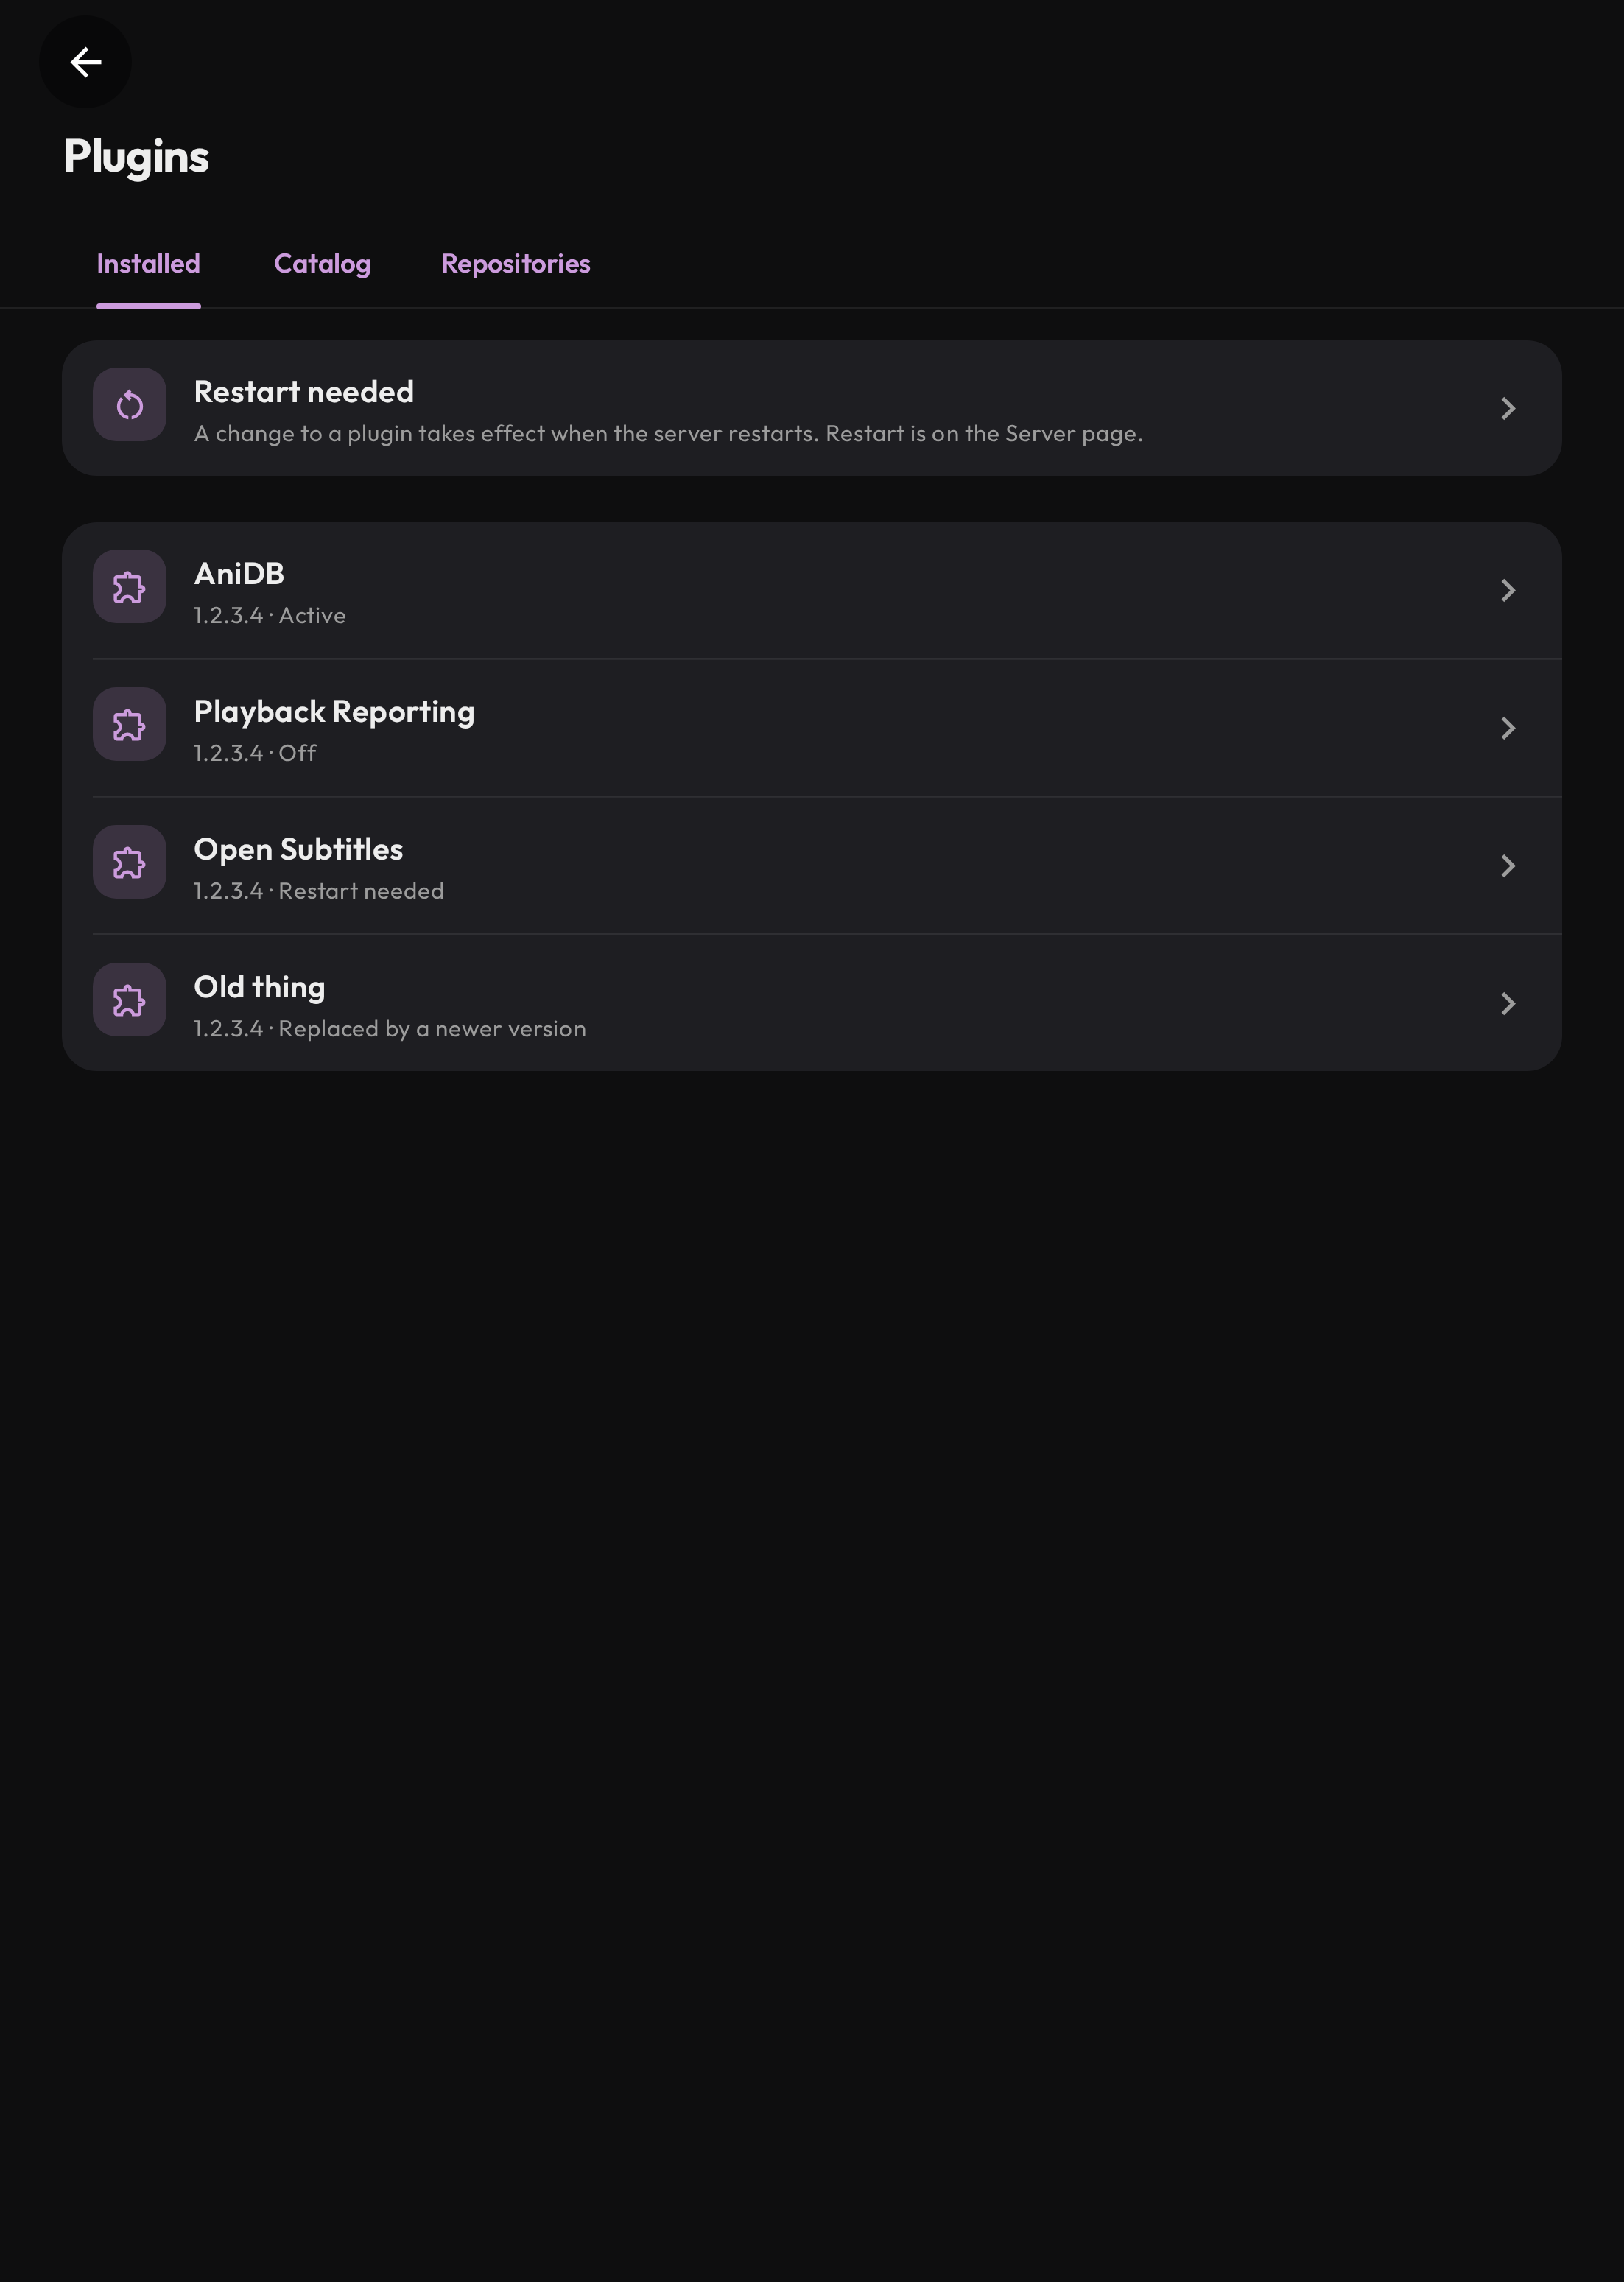 Plugins
Installed
Catalog
Repositories
Restart needed
A change to a plugin takes effect when the server restarts. Restart is on the Server page.
AniDB
1.2.3.4 · Active
Playback Reporting
1.2.3.4 · Off
Open Subtitles
1.2.3.4 · Restart needed
Old thing
1.2.3.4 · Replaced by a newer version